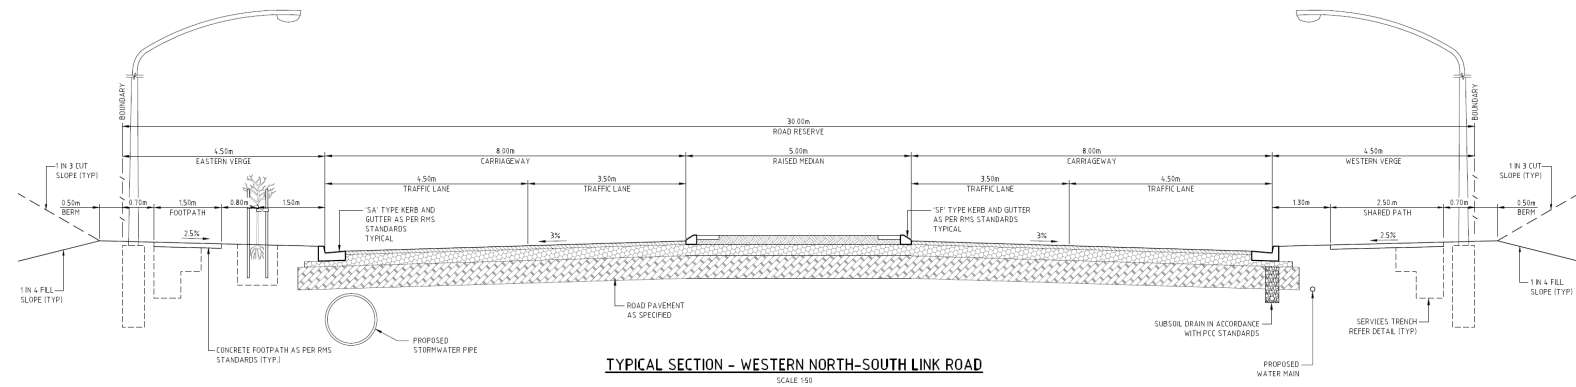 BOUNDARY
BOUNDARY
30.00m
ROAD RESERVE
4.50m
EASTERN VERGE
8.00m
CARRIAGEWAY
5.00m
RAISED MEDIAN
8.00m
CARRIAGEWAY
4.50m
WESTERN VERGE
1 IN 3 CUT
SLOPE (TYP)
1 IN 3 CUT
SLOPE (TYP)
4.50m
TRAFFIC LANE
3.50m
TRAFFIC LANE
3.50m
TRAFFIC LANE
4.50m
TRAFFIC LANE
0.50m
BERM
0.70m
1.50m
FOOTPATH
0.80m
1.50m
1.30m
2.50m
SHARED PATH
0.70m
0.50m
BERM
'SA' TYPE KERB AND
GUTTER AS PER RMS
STANDARDS
TYPICAL
'SF' TYPE KERB AND GUTTER
AS PER RMS STANDARDS
TYPICAL
2.5%
3%
3%
2.5%
1 IN 4 FILL
SLOPE (TYP)
1 IN 4 FILL
SLOPE (TYP)
ROAD PAVEMENT
AS SPECIFIED
SUBSOIL DRAIN IN ACCORDANCE
WITH PCC STANDARDS
SERVICES TRENCH
REFER DETAIL (TYP)
CONCRETE FOOTPATH AS PER RMS
STANDARDS (TYP.)
PROPOSED
STORMWATER PIPE
PROPOSED
WATER MAIN
TYPICAL SECTION - WESTERN NORTH-SOUTH LINK ROAD
SCALE 1:50